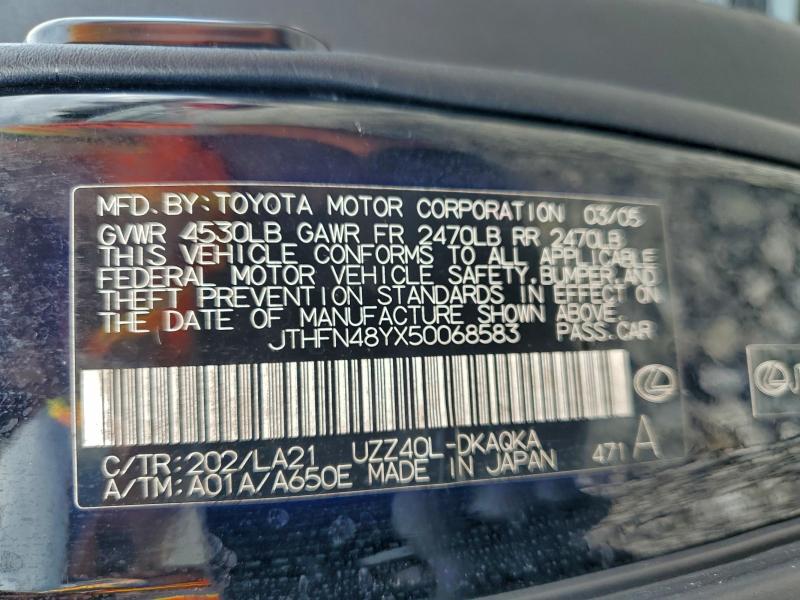 MFD. BY: TOYOTA MOTOR CORPORATION 03/05
GVWR 4530LB GAWR FR 2470LB RR 2470LB
THIS VEHICLE CONFORMS TO ALL APPLICABLE
FEDERAL MOTOR VEHICLE SAFETY, BUMPER, AND
THEFT PREVENTION STANDARDS IN EFFECT ON
THE DATE OF MANUFACTURE SHOWN ABOVE.
JTHFN48YX50068583 PASS.CAR
C/TR:202/LA21 UZZ40L-DKAQKA
A/TM:A01A/A650E MADE IN JAPAN 471 A